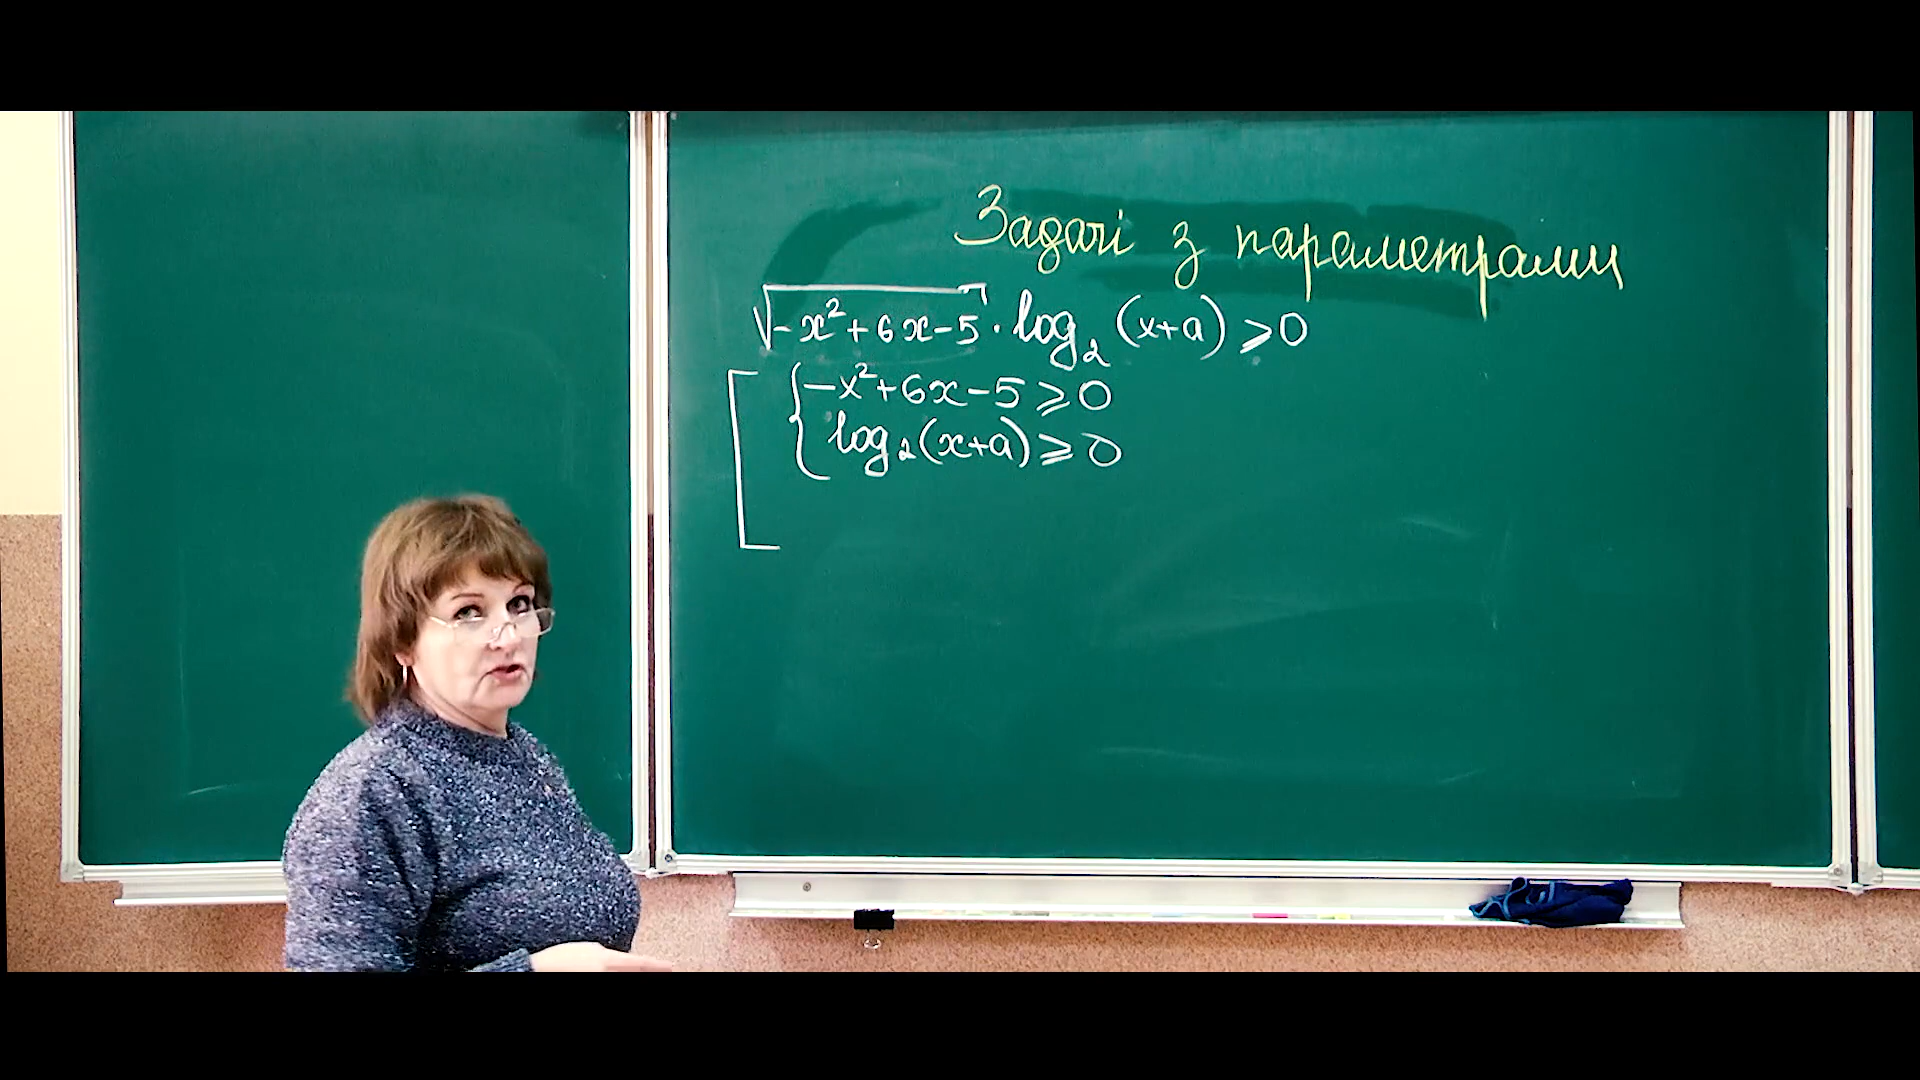 Задачі з параметрами
√-x²+6x-5 · log₂(x+a) ⩾ 0
-x²+6x-5 ⩾ 0
log₂(x+a) ⩾ 0